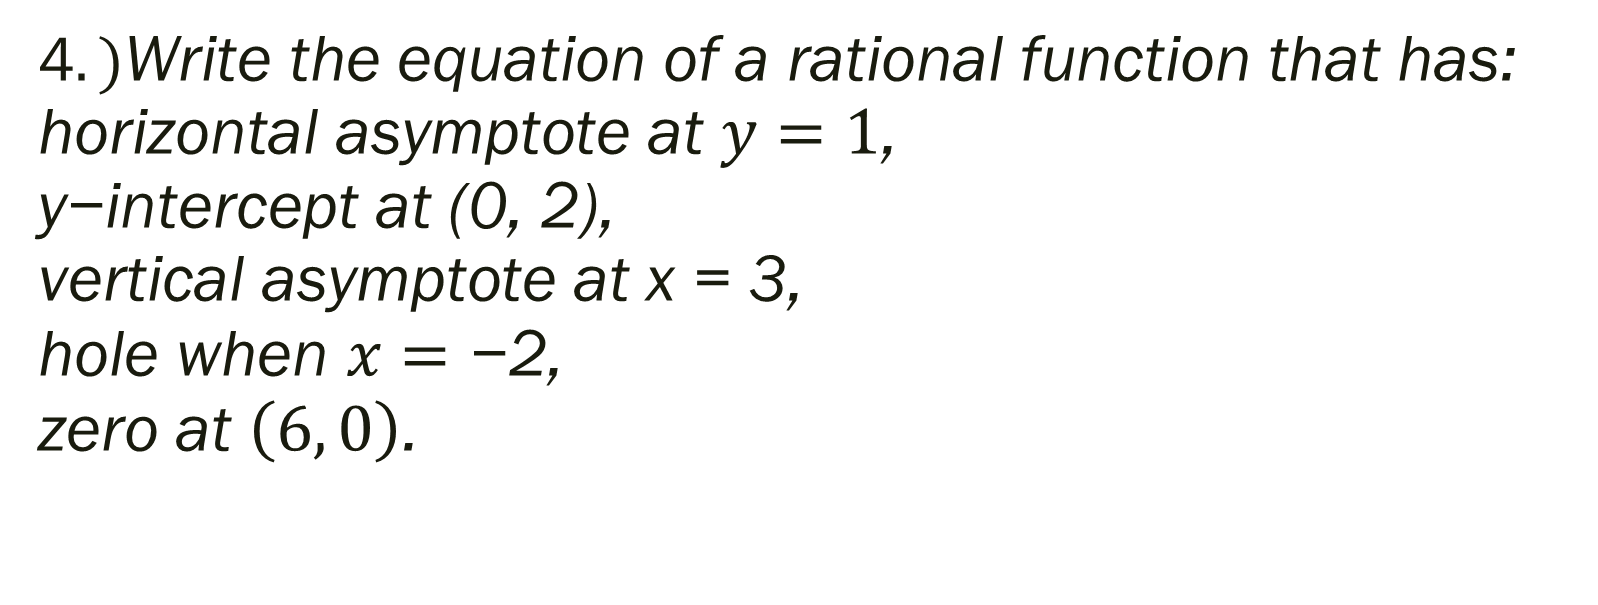 4.)Write the equation of a rational function that has:
horizontal asymptote at y = 1,
y−intercept at (0, 2),
vertical asymptote at x = 3,
hole when x = −2,
zero at (6, 0).